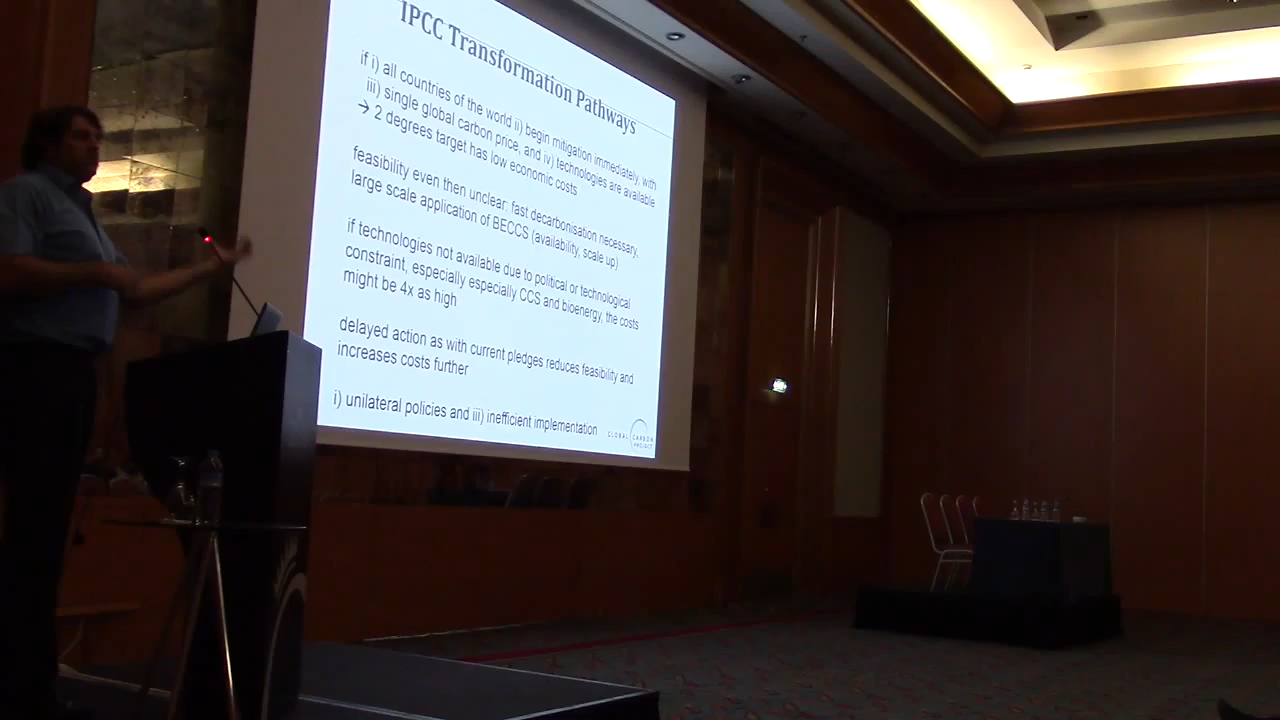 IPCC Transformation Pathways
if i) all countries of the world ii) begin mitigation immediately, with
iii) single global carbon price, and iv) technologies are available
→ 2 degrees target has low economic costs
feasibility even then unclear: fast decarbonisation necessary,
large scale application of BECCS (availability, scale up)
if technologies not available due to political or technological
constraint, especially especially CCS and bioenergy, the costs
might be 4x as high
delayed action as with current pledges reduces feasibility and
increases costs further
i) unilateral policies and iii) inefficient implementation
GLOBAL CARBON
PROJECT